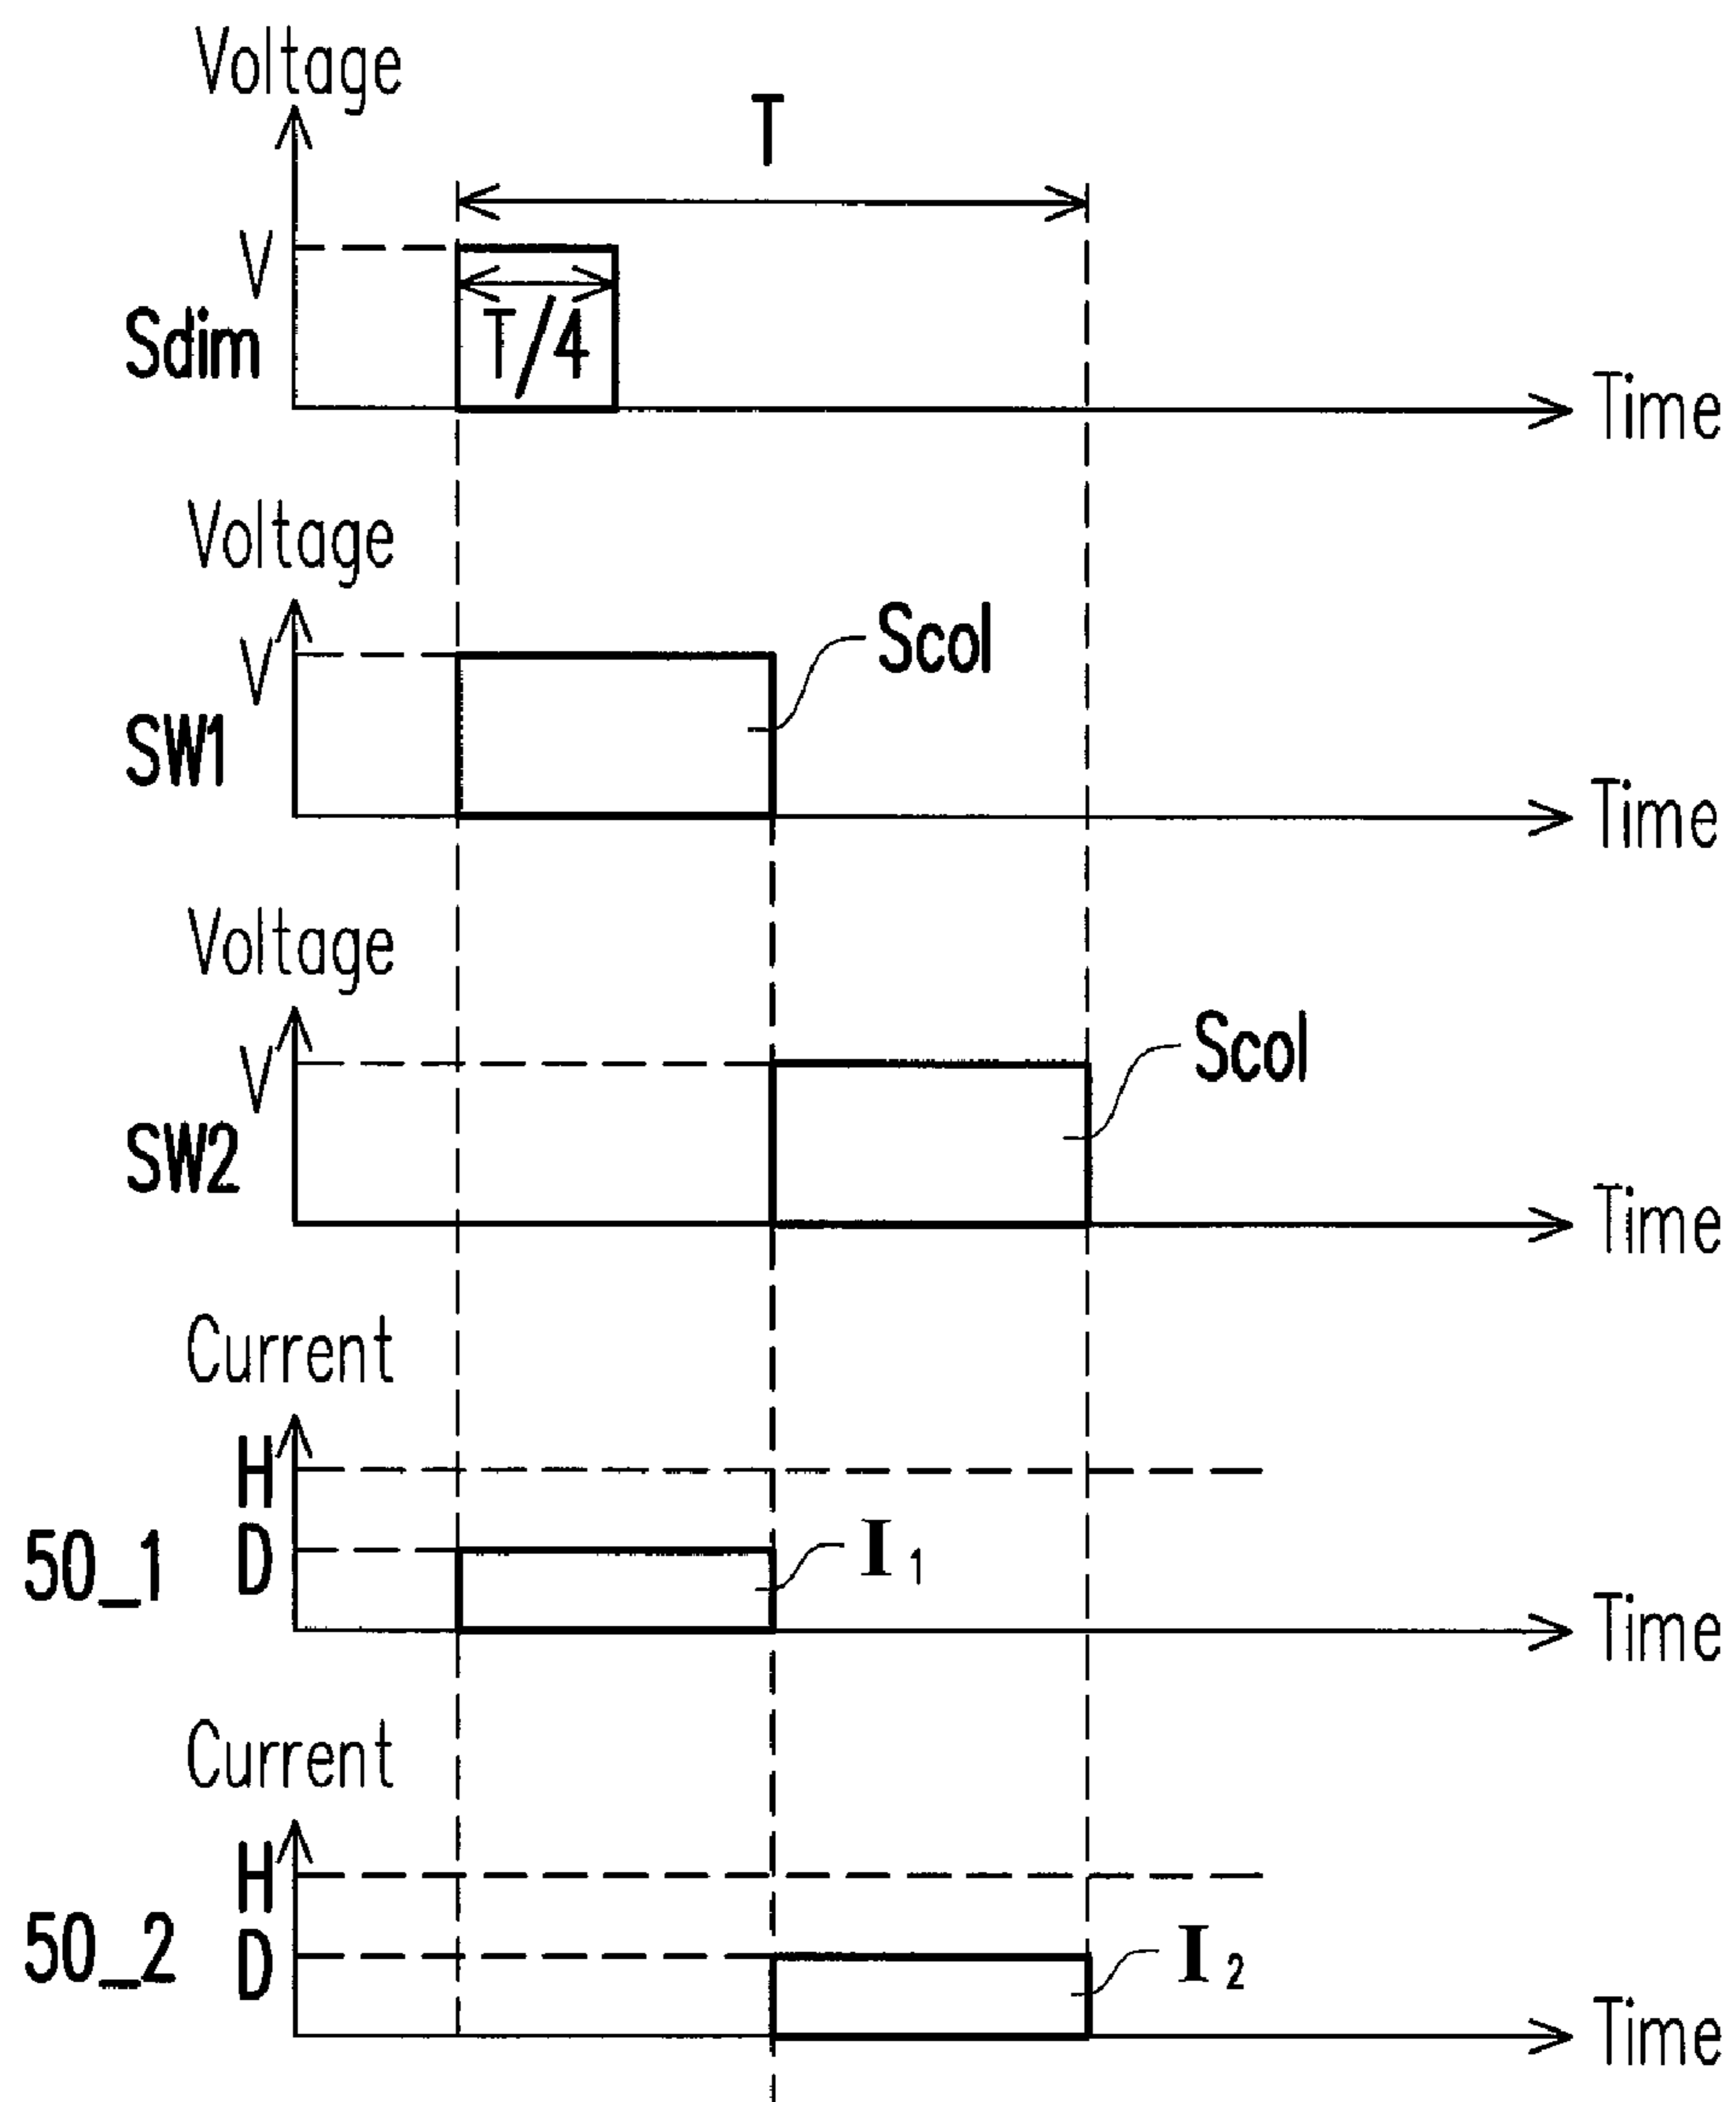 Voltage
T
V
Sdim
T/4
Time
Voltage
V
Scol
SW1
Time
Voltage
V
Scol
SW2
Time
Current
H
50_1
D
I1
Time
Current
H
50_2
D
I2
Time